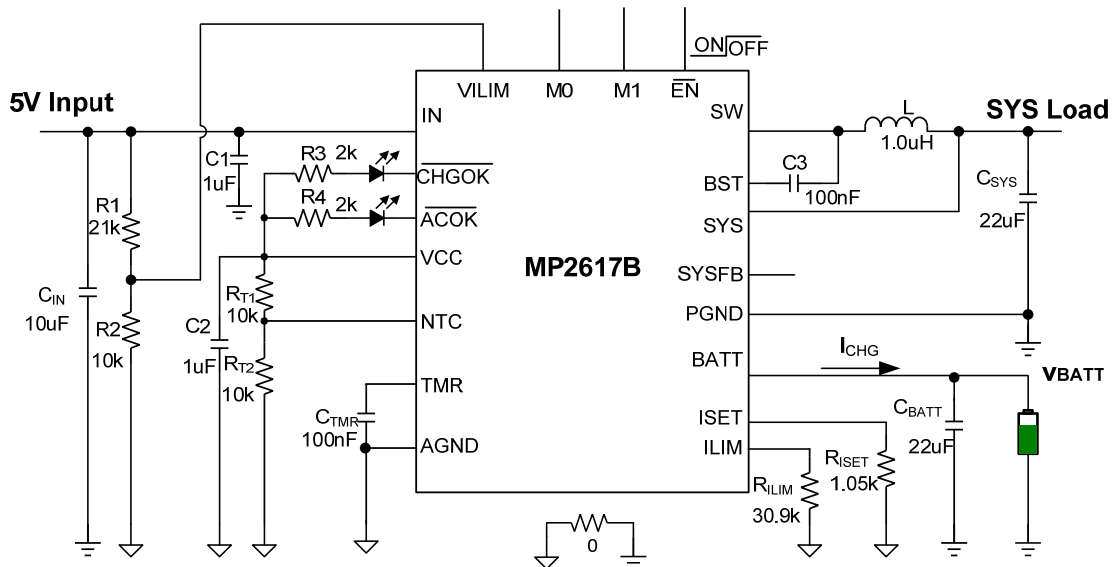 ON OFF
VILIM M0 M1 EN
5V Input
IN
SW
L
1.0uH
SYS Load
C1
1uF
R3 2k
CHGOK
C3
100nF
BST
CSYS
22uF
R1
21k
R4 2k
ACOK
SYS
VCC
MP2617B
SYSFB
CIN
10uF
R2
10k
C2
1uF
RT1
10k
NTC
PGND
RT2
10k
BATT
ICHG
VBATT
TMR
CTMR
100nF
ISET
CBATT
22uF
AGND
ILIM
RISET
1.05k
RILIM
30.9k
0